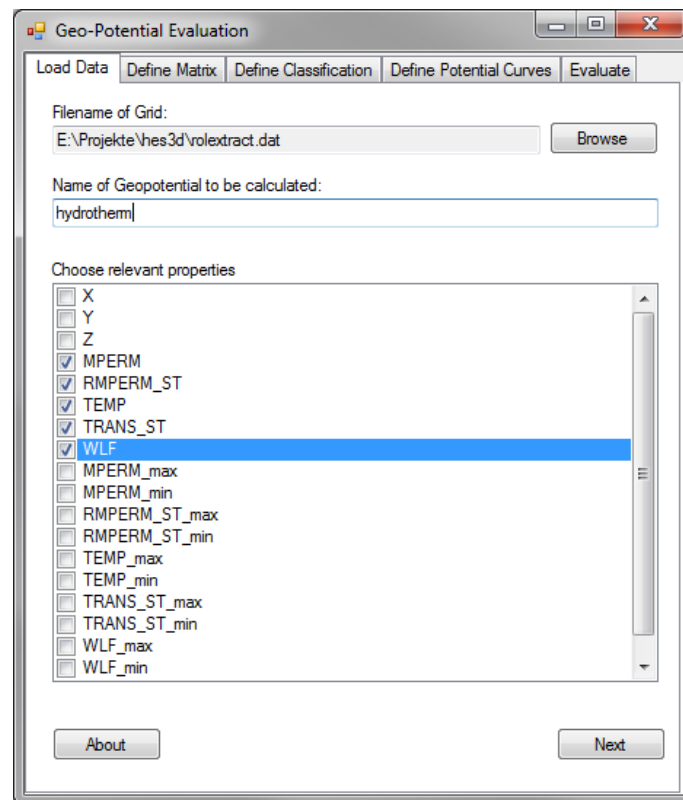 Geo-Potential Evaluation
Load Data Define Matrix Define Classification Define Potential Curves Evaluate
Filename of Grid:
E:\Projekte\hes3d\rolextract.dat Browse
Name of Geopotential to be calculated:
hydrotherm
Choose relevant properties
X
Y
Z
MPERM
RMPERM_ST
TEMP
TRANS_ST
WLF
MPERM_max
MPERM_min
RMPERM_ST_max
RMPERM_ST_min
TEMP_max
TEMP_min
TRANS_ST_max
TRANS_ST_min
WLF_max
WLF_min
About Next